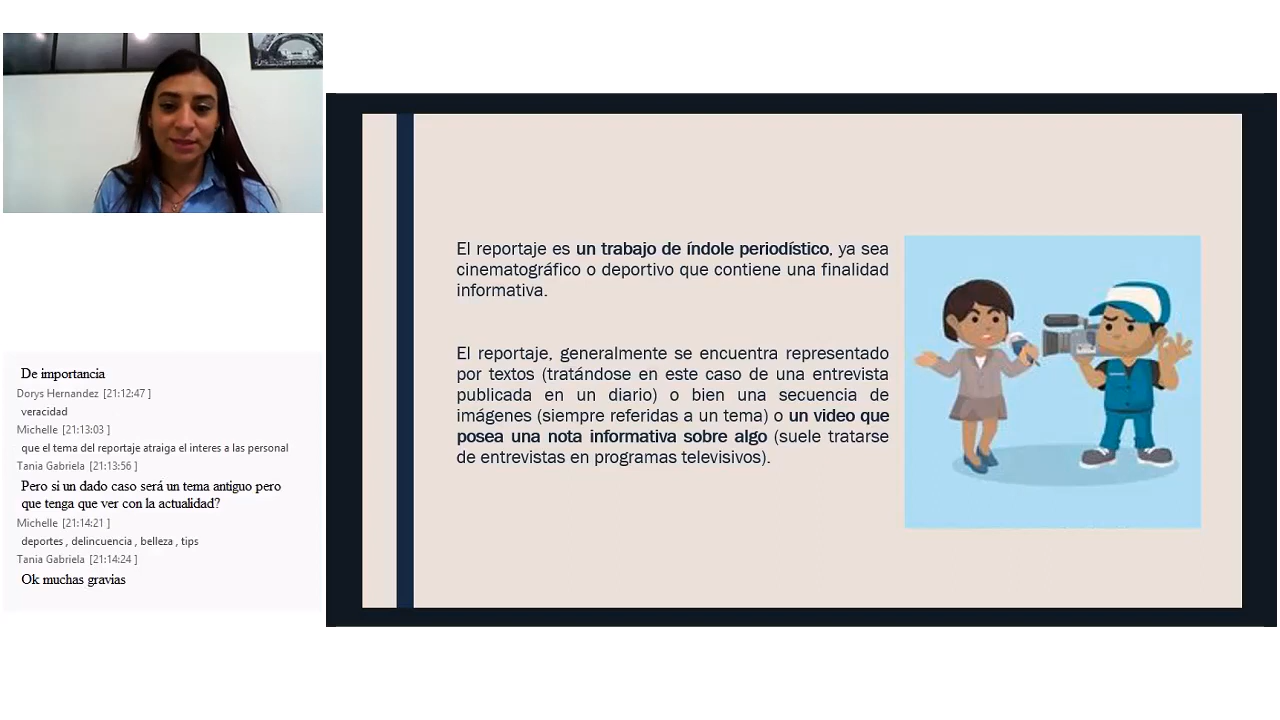 De importancia
Dorys Hernandez [21:12:47 ]
veracidad
Michelle [21:13:03 ]
que el tema del reportaje atraiga el interes a las personal
Tania Gabriela [21:13:56 ]
Pero si un dado caso será un tema antiguo pero
que tenga que ver con la actualidad?
Michelle [21:14:21 ]
deportes , delincuencia , belleza , tips
Tania Gabriela [21:14:24 ]
Ok muchas gravias
El reportaje es un trabajo de índole periodístico, ya sea
cinematográfico o deportivo que contiene una finalidad
informativa.
El reportaje, generalmente se encuentra representado
por textos (tratándose en este caso de una entrevista
publicada en un diario) o bien una secuencia de
imágenes (siempre referidas a un tema) o un video que
posea una nota informativa sobre algo (suele tratarse
de entrevistas en programas televisivos).